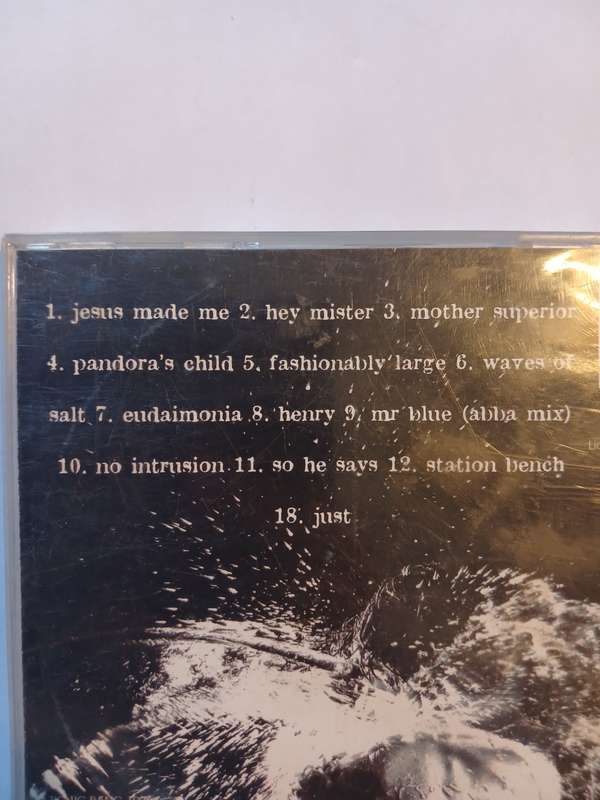 1. jesus made me 2. hey mister 3. mother superior
4. pandora's child 5. fashionably large 6. waves of
salt 7. eudaimonia 8. henry 9. mr blue (abba mix)
10. no intrusion 11. so he says 12. station bench
18. just